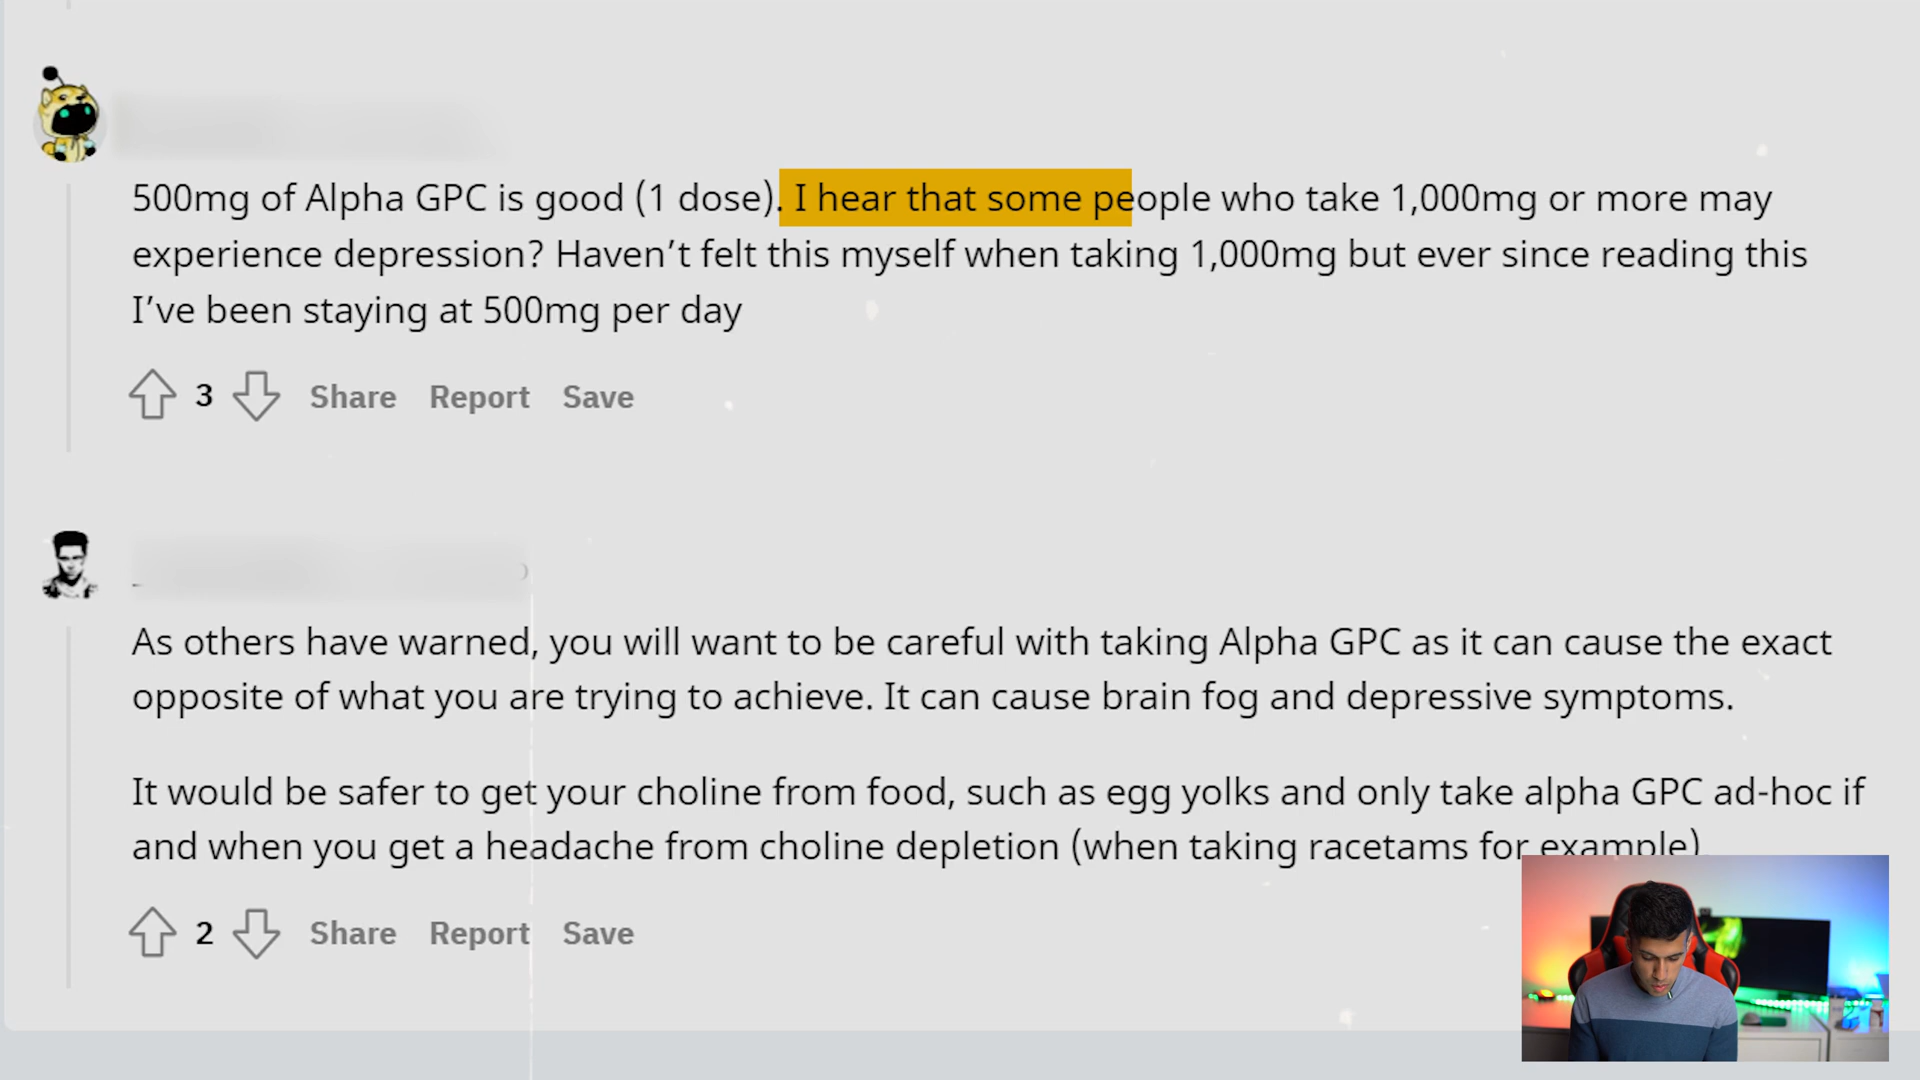 500mg of Alpha GPC is good (1 dose). I hear that some people who take 1,000mg or more may
experience depression? Haven't felt this myself when taking 1,000mg but ever since reading this
I've been staying at 500mg per day
3 Share Report Save
As others have warned, you will want to be careful with taking Alpha GPC as it can cause the exact
opposite of what you are trying to achieve. It can cause brain fog and depressive symptoms.
It would be safer to get your choline from food, such as egg yolks and only take alpha GPC ad-hoc if
and when you get a headache from choline depletion (when taking racetams for example)
2 Share Report Save